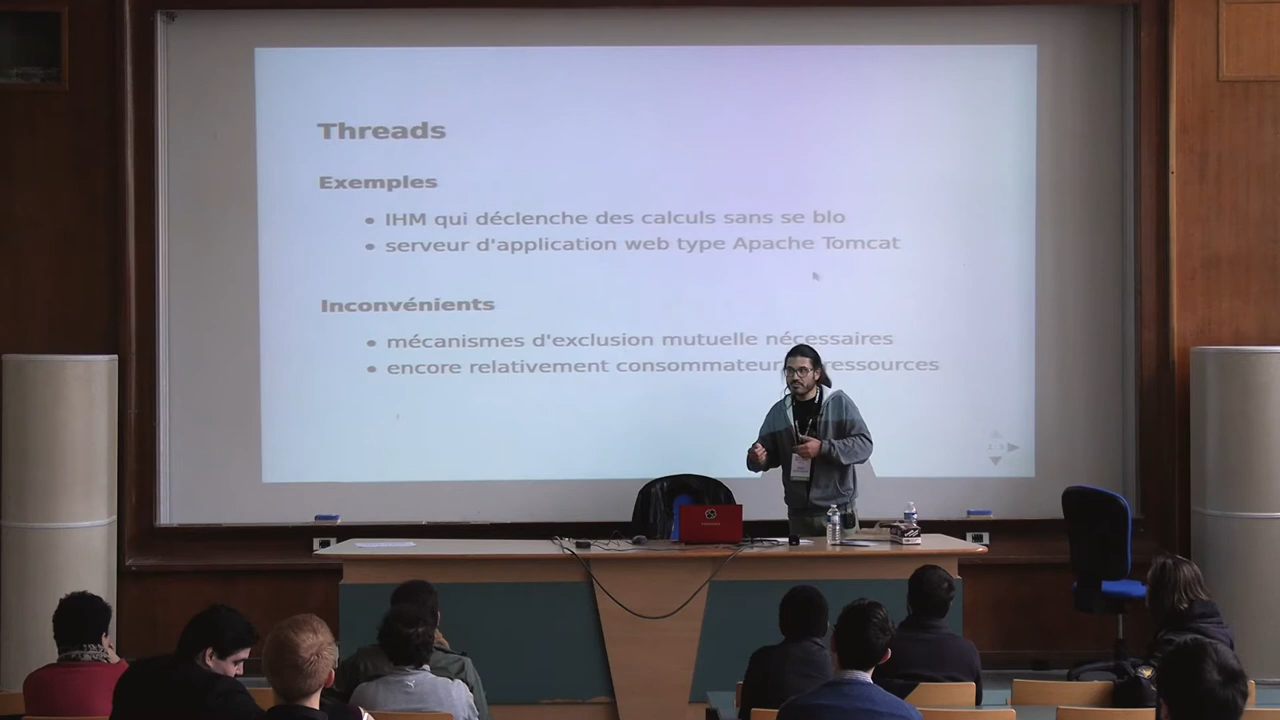 Threads
Exemples
• IHM qui déclenche des calculs sans se blo
• serveur d'application web type Apache Tomcat
Inconvénients
• mécanismes d'exclusion mutuelle nécessaires
• encore relativement consommateur ressources